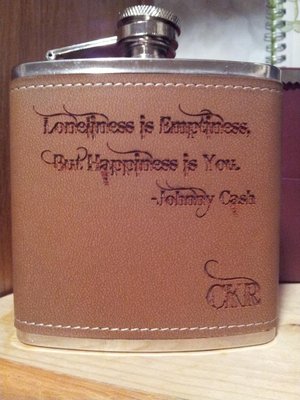 Loneliness is Emptiness,
But Happiness is You.
-Johnny Cash
CKR